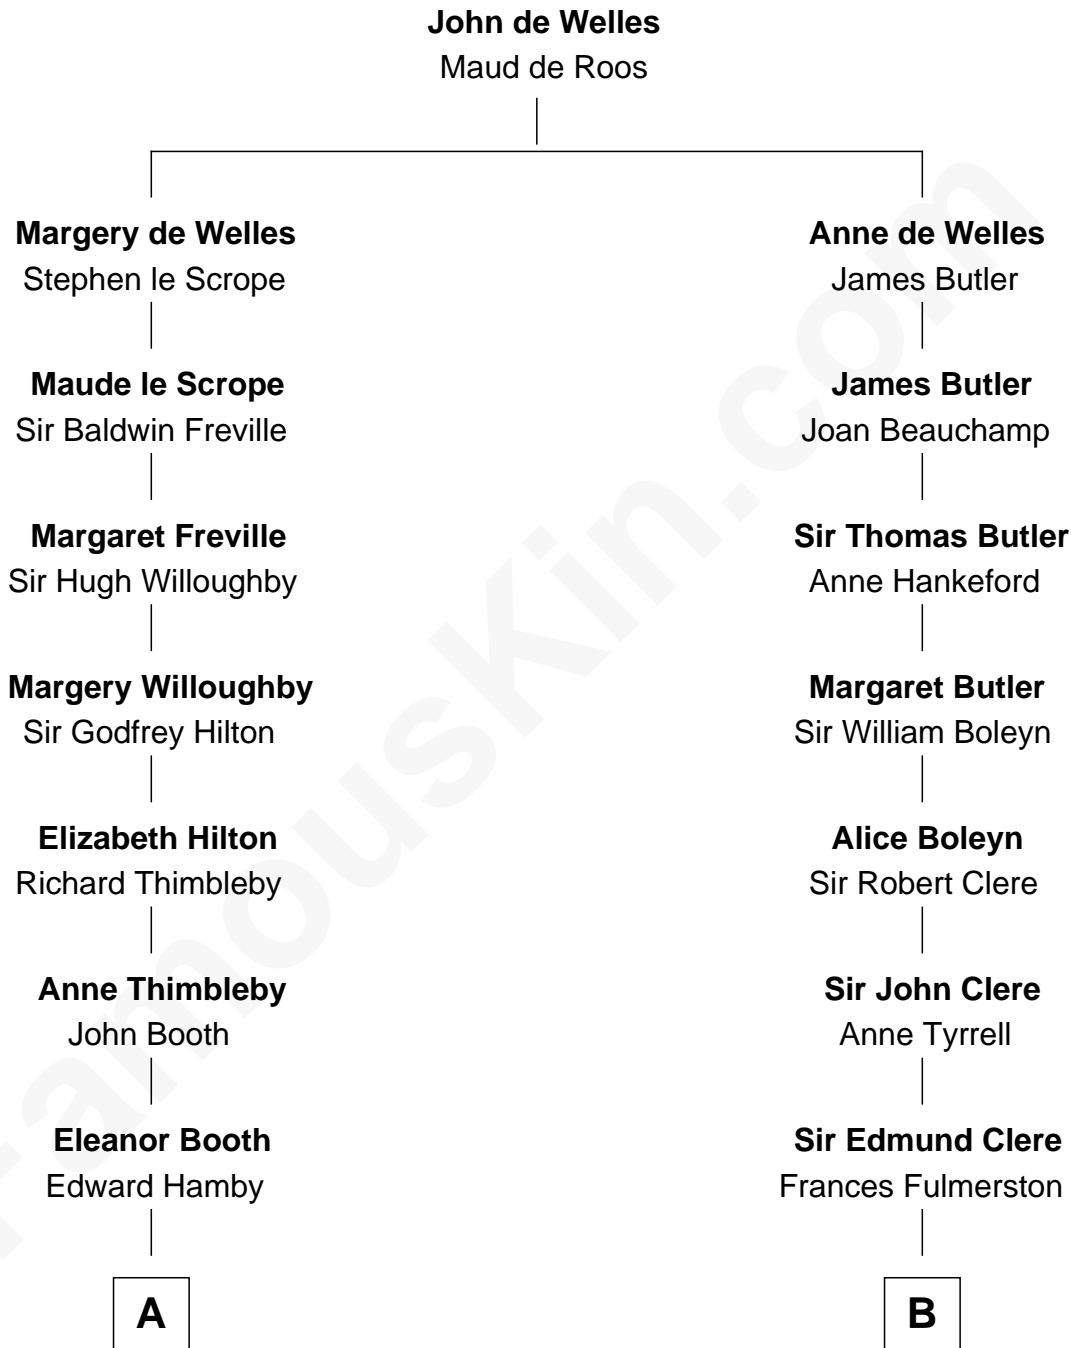 John de Welles
Maud de Roos
Margery de Welles
Stephen le Scrope
Anne de Welles
James Butler
Maude le Scrope
Sir Baldwin Freville
James Butler
Joan Beauchamp
Margaret Freville
Sir Hugh Willoughby
Sir Thomas Butler
Anne Hankeford
Margery Willoughby
Sir Godfrey Hilton
Margaret Butler
Sir William Boleyn
Elizabeth Hilton
Richard Thimbleby
Alice Boleyn
Sir Robert Clere
Anne Thimbleby
John Booth
Sir John Clere
Anne Tyrrell
Eleanor Booth
Edward Hamby
Sir Edmund Clere
Frances Fulmerston
A
B
FamousKin.com